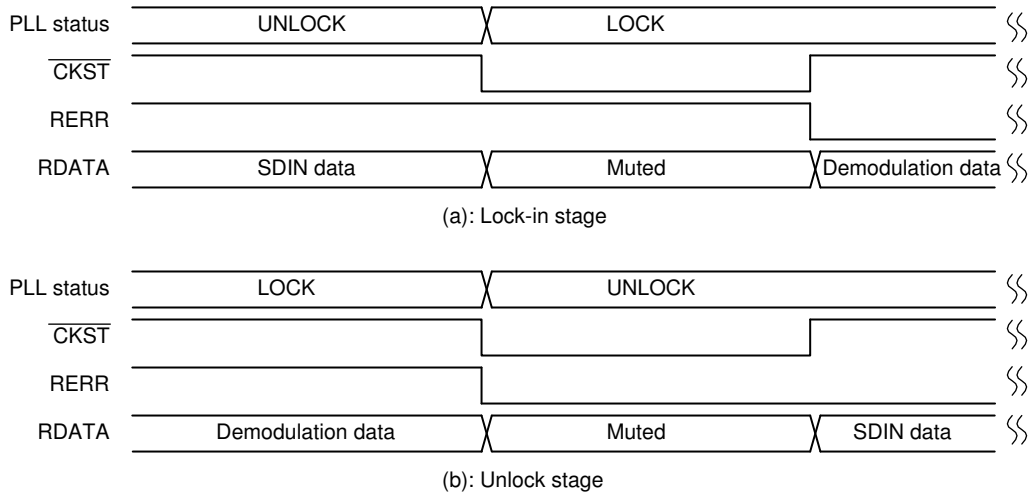 PLL status UNLOCK LOCK
CKST
RERR
RDATA SDIN data Muted Demodulation data
(a): Lock-in stage
PLL status LOCK UNLOCK
CKST
RERR
RDATA Demodulation data Muted SDIN data
(b): Unlock stage